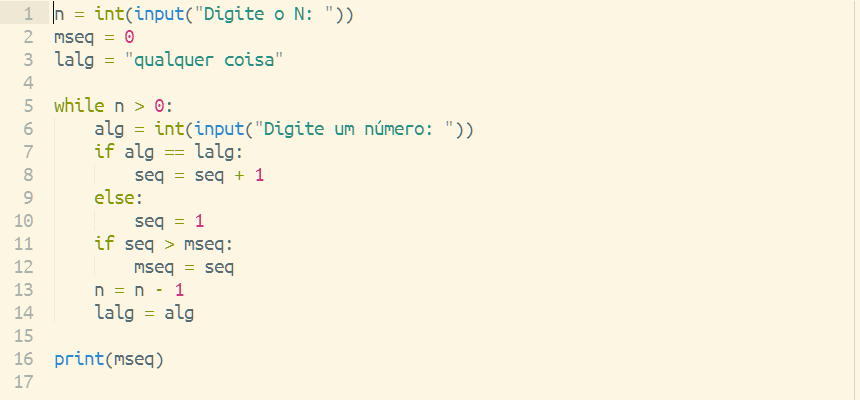 1 n = int(input("Digite o N: "))
2 mseq = 0
3 lalg = "qualquer coisa"
4
5 while n > 0:
6     alg = int(input("Digite um número: "))
7     if alg == lalg:
8         seq = seq + 1
9     else:
10         seq = 1
11     if seq > mseq:
12         mseq = seq
13     n = n - 1
14     lalg = alg
15
16 print(mseq)
17